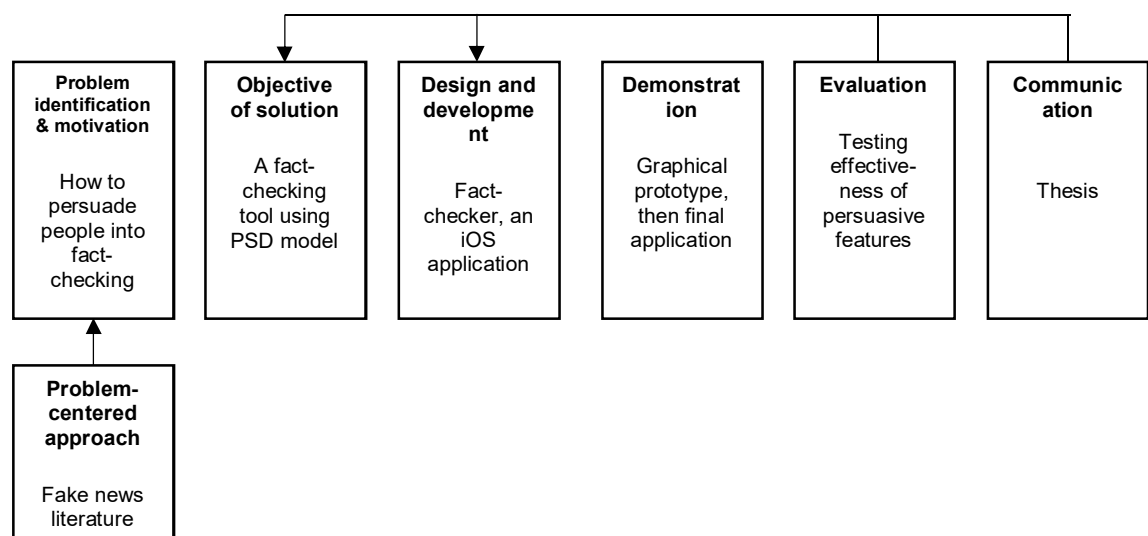 Problem
identification
& motivation
How to
persuade
people into
fact-
checking
Objective
of solution
A fact-
checking
tool using
PSD model
Design and
developme
nt
Fact-
checker, an
iOS
application
Demonstrat
ion
Graphical
prototype,
then final
application
Evaluation
Testing
effective-
ness of
persuasive
features
Communic
ation
Thesis
Problem-
centered
approach
Fake news
literature